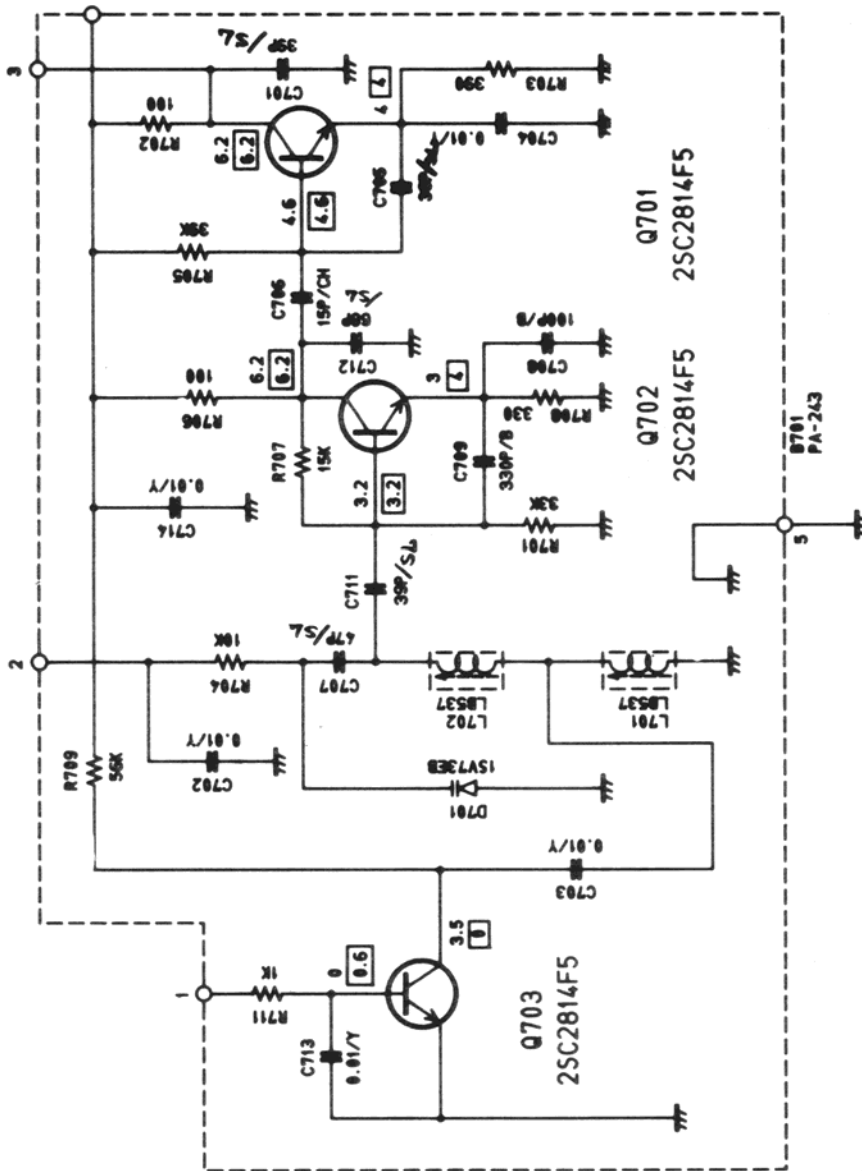 3
39P/SL
C701
100
R702
6.2
6.2
4
4
390
R703
0.01/Y
C704
C705
4.6
4.6
39K
R705
Q701
2SC2814F5
C706
15P/CH
68P/SL
C712
100
R706
6.2
6.2
3
4
100P/B
330
R708
Q702
2SC2814F5
R707
15K
3.2
3.2
C709
330P/B
33K
R701
0.01/Y
C714
C711
39P/SL
B701
PA-243
5
2
10K
R704
47P/SL
C707
LB537
L702
LB537
L701
R709
56K
0.01/Y
C702
1SV73EB
D701
0.01/Y
C703
1
1K
R711
0
0.6
3.5
0
C713
0.01/Y
Q703
2SC2814F5